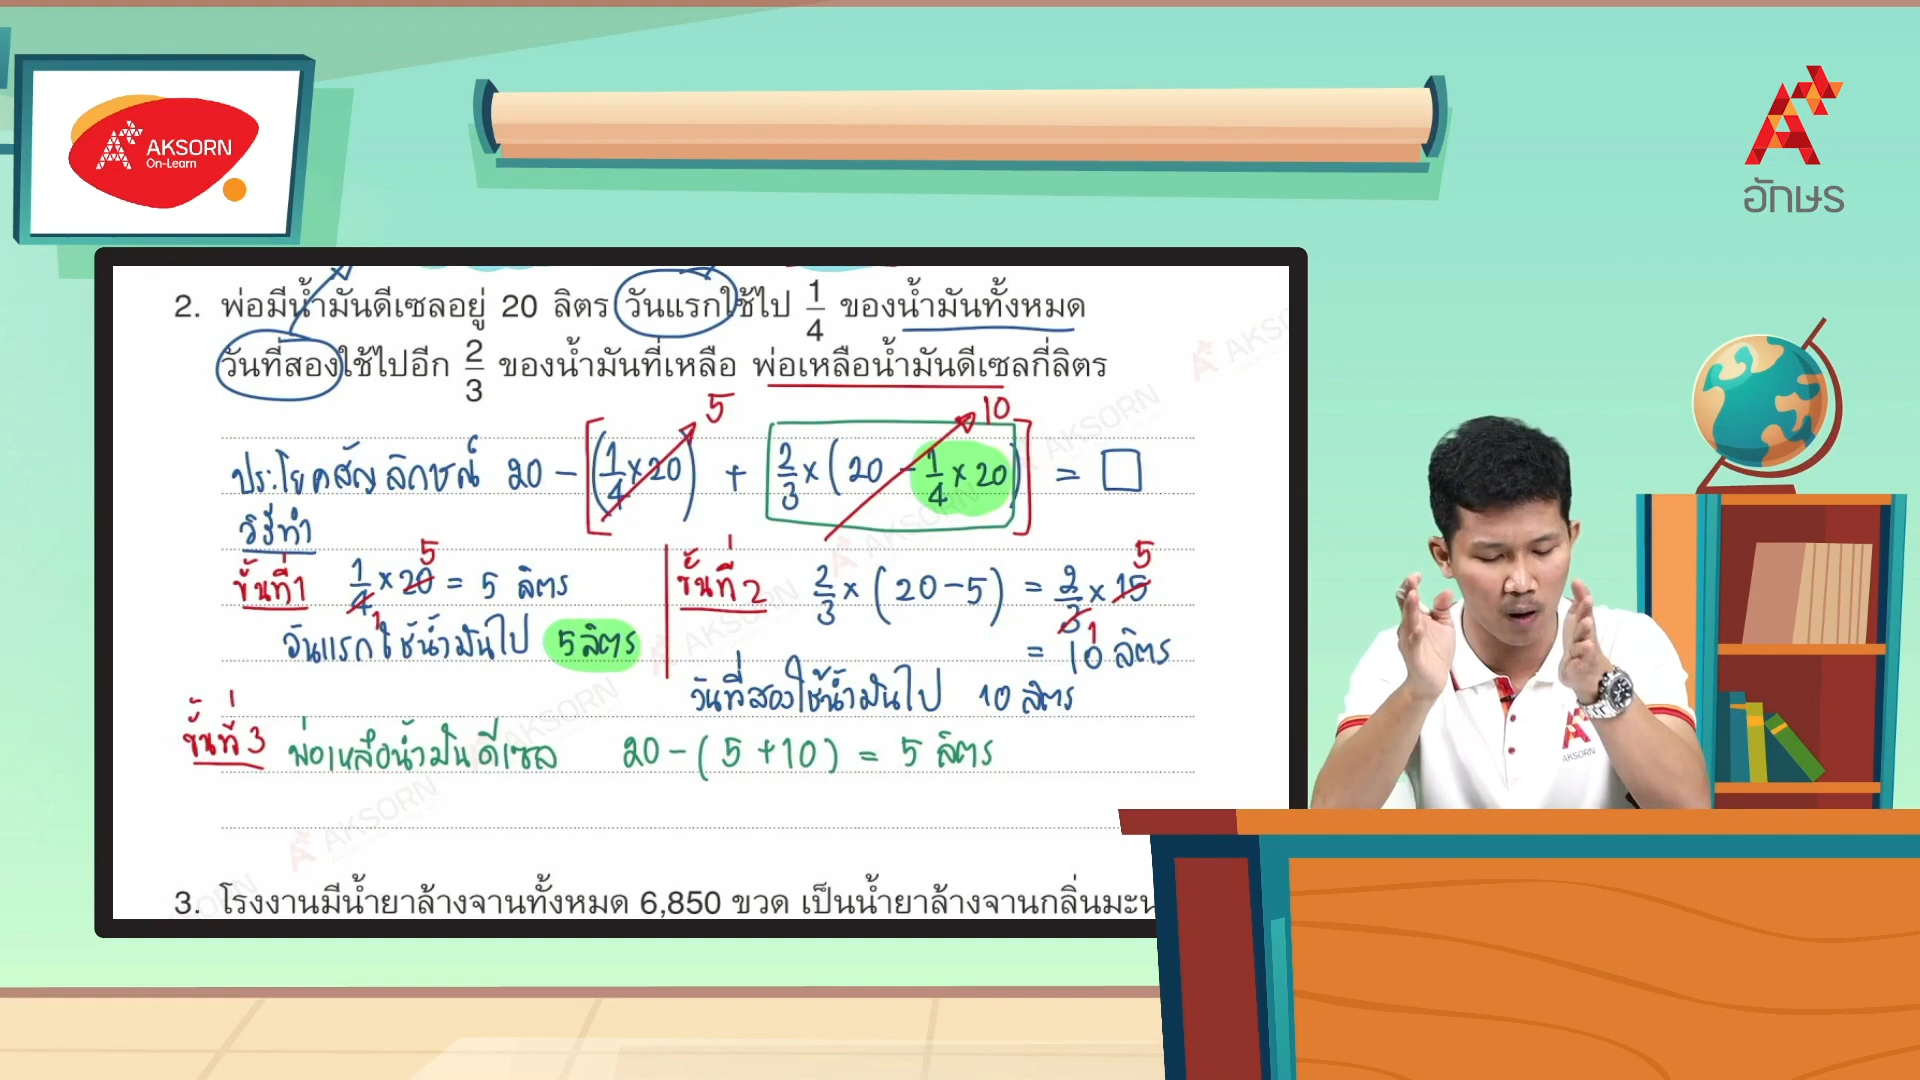 AKSORN
On-Learn
อักษร
2. พ่อมีน้ำมันดีเซลอยู่ 20 ลิตร วันแรกใช้ไป 1/4 ของน้ำมันทั้งหมด
วันที่สองใช้ไปอีก 2/3 ของน้ำมันที่เหลือ พ่อเหลือน้ำมันดีเซลกี่ลิตร
5 10
ประโยคสัญลักษณ์ 20 - [(1/4 × 20) + 2/3 × (20 - 1/4 × 20)] = □
วิธีทำ
ขั้นที่ 1 1/4 × 20 = 5 ลิตร
5
1
วันแรกใช้น้ำมันไป 5 ลิตร
ขั้นที่ 2 2/3 × (20 - 5) = 2/3 × 15
5
1
= 10 ลิตร
วันที่สองใช้น้ำมันไป 10 ลิตร
ขั้นที่ 3 พ่อเหลือน้ำมันดีเซล 20 - (5 + 10) = 5 ลิตร
3. โรงงานมีน้ำยาล้างจานทั้งหมด 6,850 ขวด เป็นน้ำยาล้างจานกลิ่นมะน
AKSORN